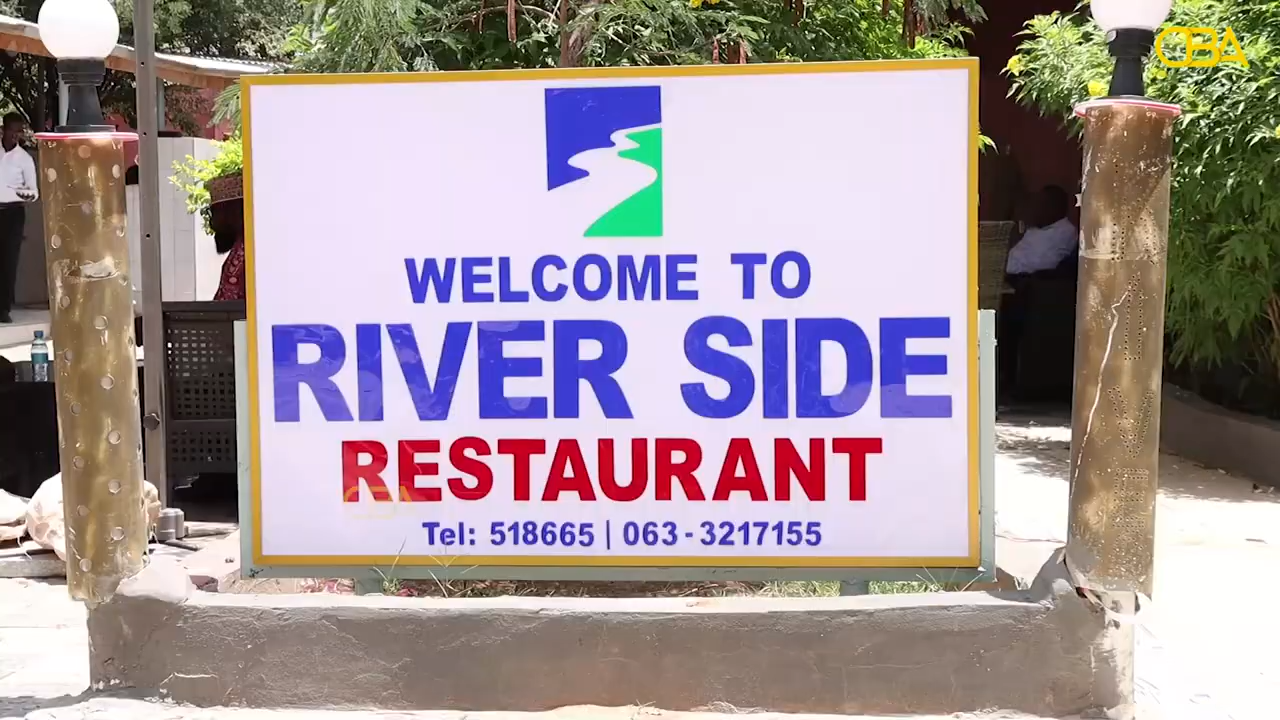 CBA
WELCOME TO
RIVER SIDE
RESTAURANT
Tel: 518665 | 063-3217155